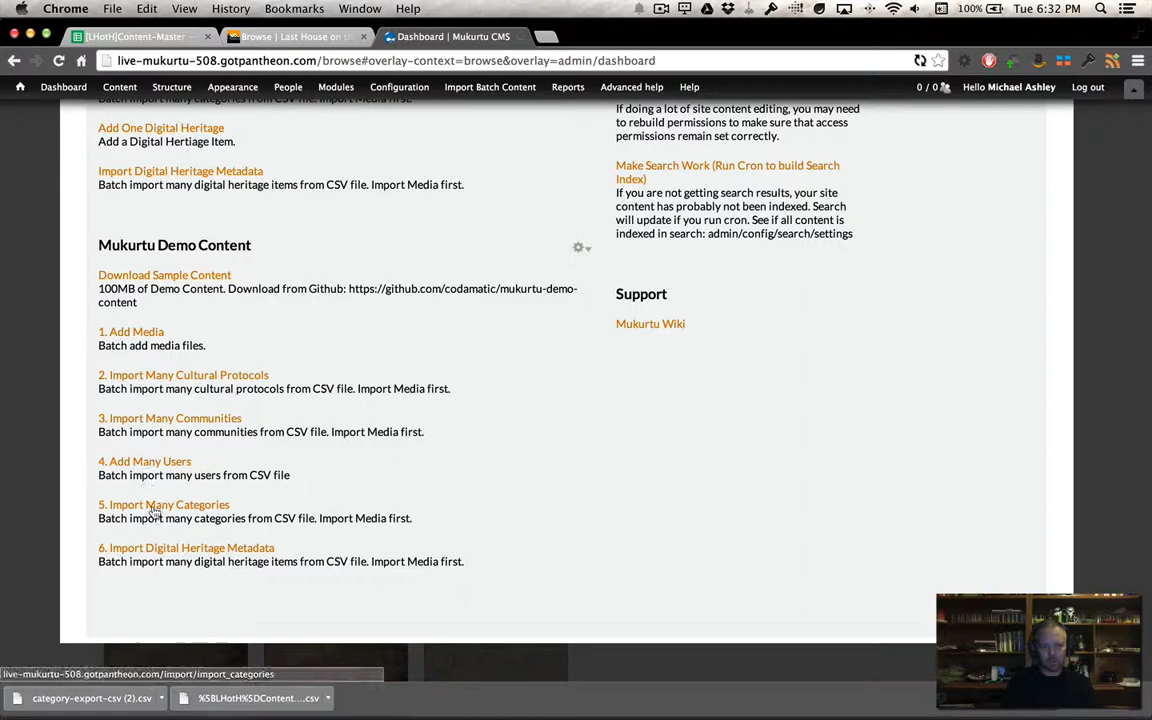 Chrome File Edit View History Bookmarks Window Help 100% Tue 6:32 PM
[LHotH]Content-Master Browse | Last House on the Dashboard | Mukurtu CMS
live-mukurtu-508.gotpantheon.com/browse#overlay-context=browse&overlay=admin/dashboard
Dashboard Content Structure Appearance People Modules Configuration Import Batch Content Reports Advanced help Help 0 / 0 Hello Michael Ashley Log out
Batch import many categories from CSV file. Import Media first.
Add One Digital Heritage
Add a Digital Hertiage Item.
Import Digital Heritage Metadata
Batch import many digital heritage items from CSV file. Import Media first.
Mukurtu Demo Content
Download Sample Content
100MB of Demo Content. Download from Github: https://github.com/codamatic/mukurtu-demo-
content
1. Add Media
Batch add media files.
2. Import Many Cultural Protocols
Batch import many cultural protocols from CSV file. Import Media first.
3. Import Many Communities
Batch import many communities from CSV file. Import Media first.
4. Add Many Users
Batch import many users from CSV file
5. Import Many Categories
Batch import many categories from CSV file. Import Media first.
6. Import Digital Heritage Metadata
Batch import many digital heritage items from CSV file. Import Media first.
If doing a lot of site content editing, you may need
to rebuild permissions to make sure that access
permissions remain set correctly.
Make Search Work (Run Cron to build Search
Index)
If you are not getting search results, your site
content has probably not been indexed. Search
will update if you run cron. See if all content is
indexed in search: admin/config/search/settings
Support
Mukurtu Wiki
live-mukurtu-508.gotpantheon.com/import/import_categories
category-export-csv (2).csv %5BLHotH%5DContent....csv